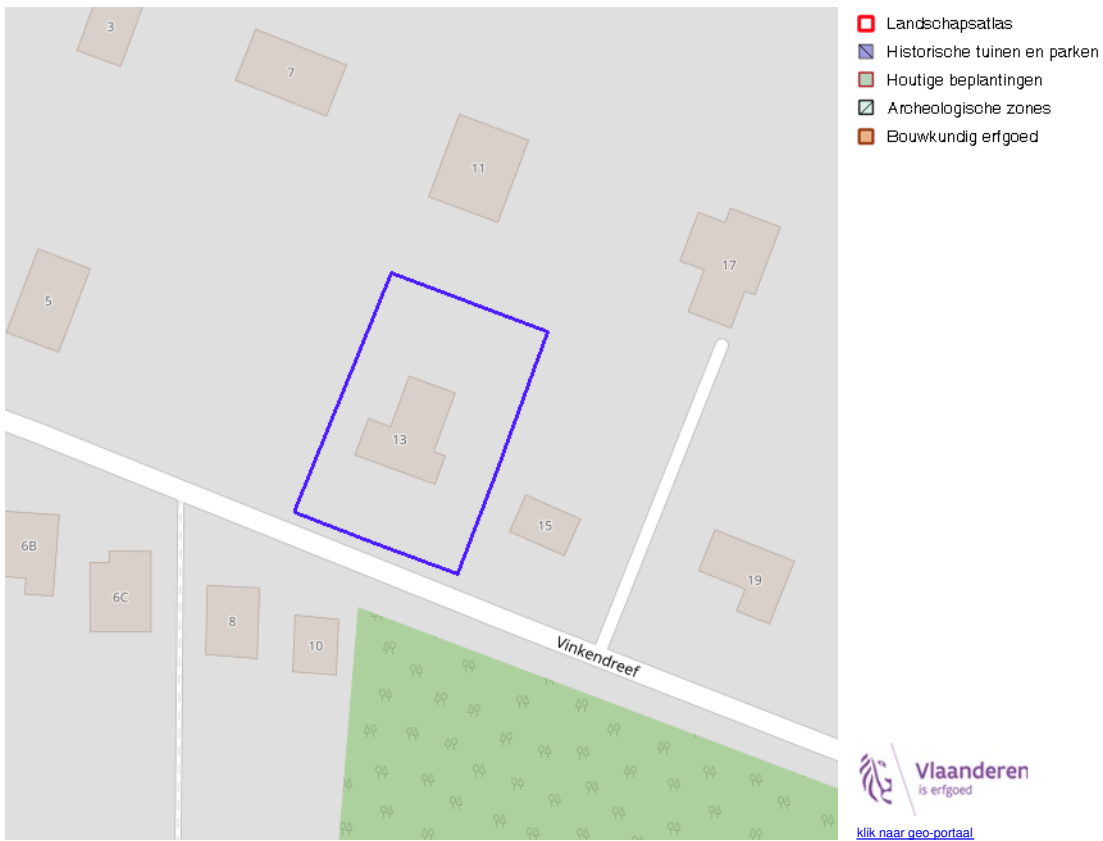 3
7
11
17
5
13
15
6B
6C
8
10
19
Vinkendreef
Landschapsatlas
Historische tuinen en parken
Houtige beplantingen
Archeologische zones
Bouwkundig erfgoed
Vlaanderen
is erfgoed
klik naar geo-portaal